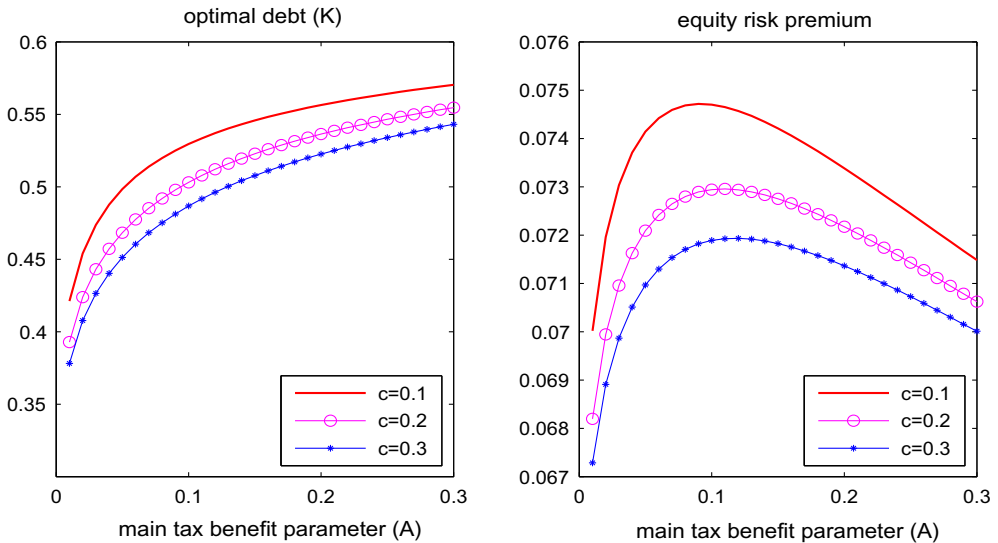 optimal debt (K)
0.6
0.55
0.5
0.45
0.4
0.35
0
0.1
0.2
0.3
main tax benefit parameter (A)
c=0.1
c=0.2
c=0.3
equity risk premium
0.076
0.075
0.074
0.073
0.072
0.071
0.07
0.069
0.068
0.067
0
0.1
0.2
0.3
main tax benefit parameter (A)
c=0.1
c=0.2
c=0.3